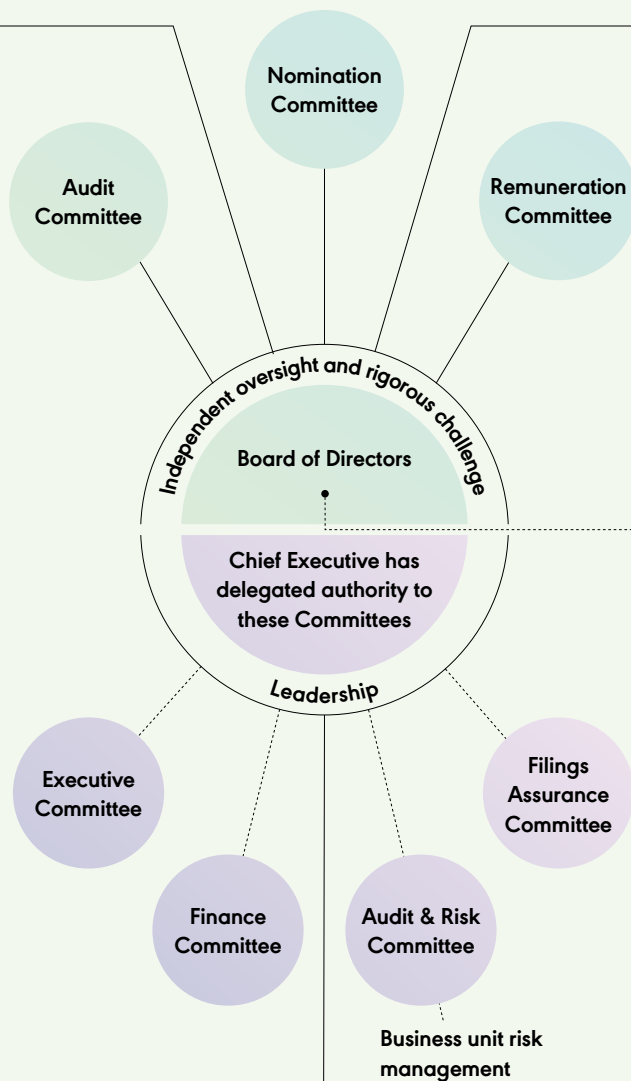 Nomination
Committee
Audit
Committee
Remuneration
Committee
Independent oversight and rigorous challenge
Board of Directors
Chief Executive has
delegated authority to
these Committees
Leadership
Executive
Committee
Filings
Assurance
Committee
Finance
Committee
Audit & Risk
Committee
Business unit risk
management